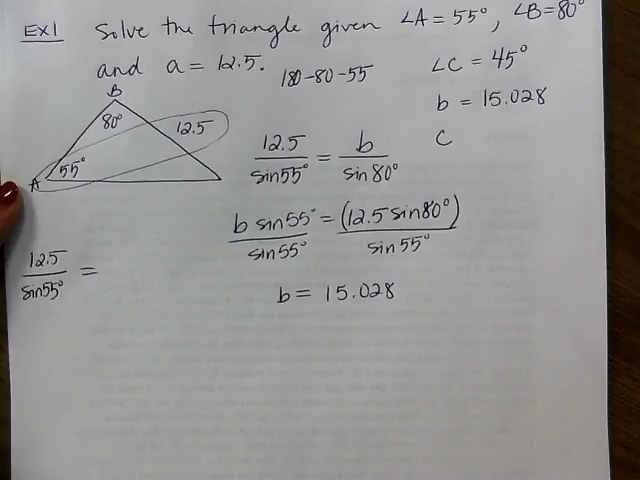 EX1 Solve the triangle given ∠A = 55°, ∠B = 80°
and a = 12.5.
180-80-55
∠C = 45°
b = 15.028
C
B
80°
12.5
A 55°
12.5/sin55° = b/sin80°
b sin55°/sin55° = (12.5 sin80°)/sin55°
b = 15.028
12.5/sin55° =